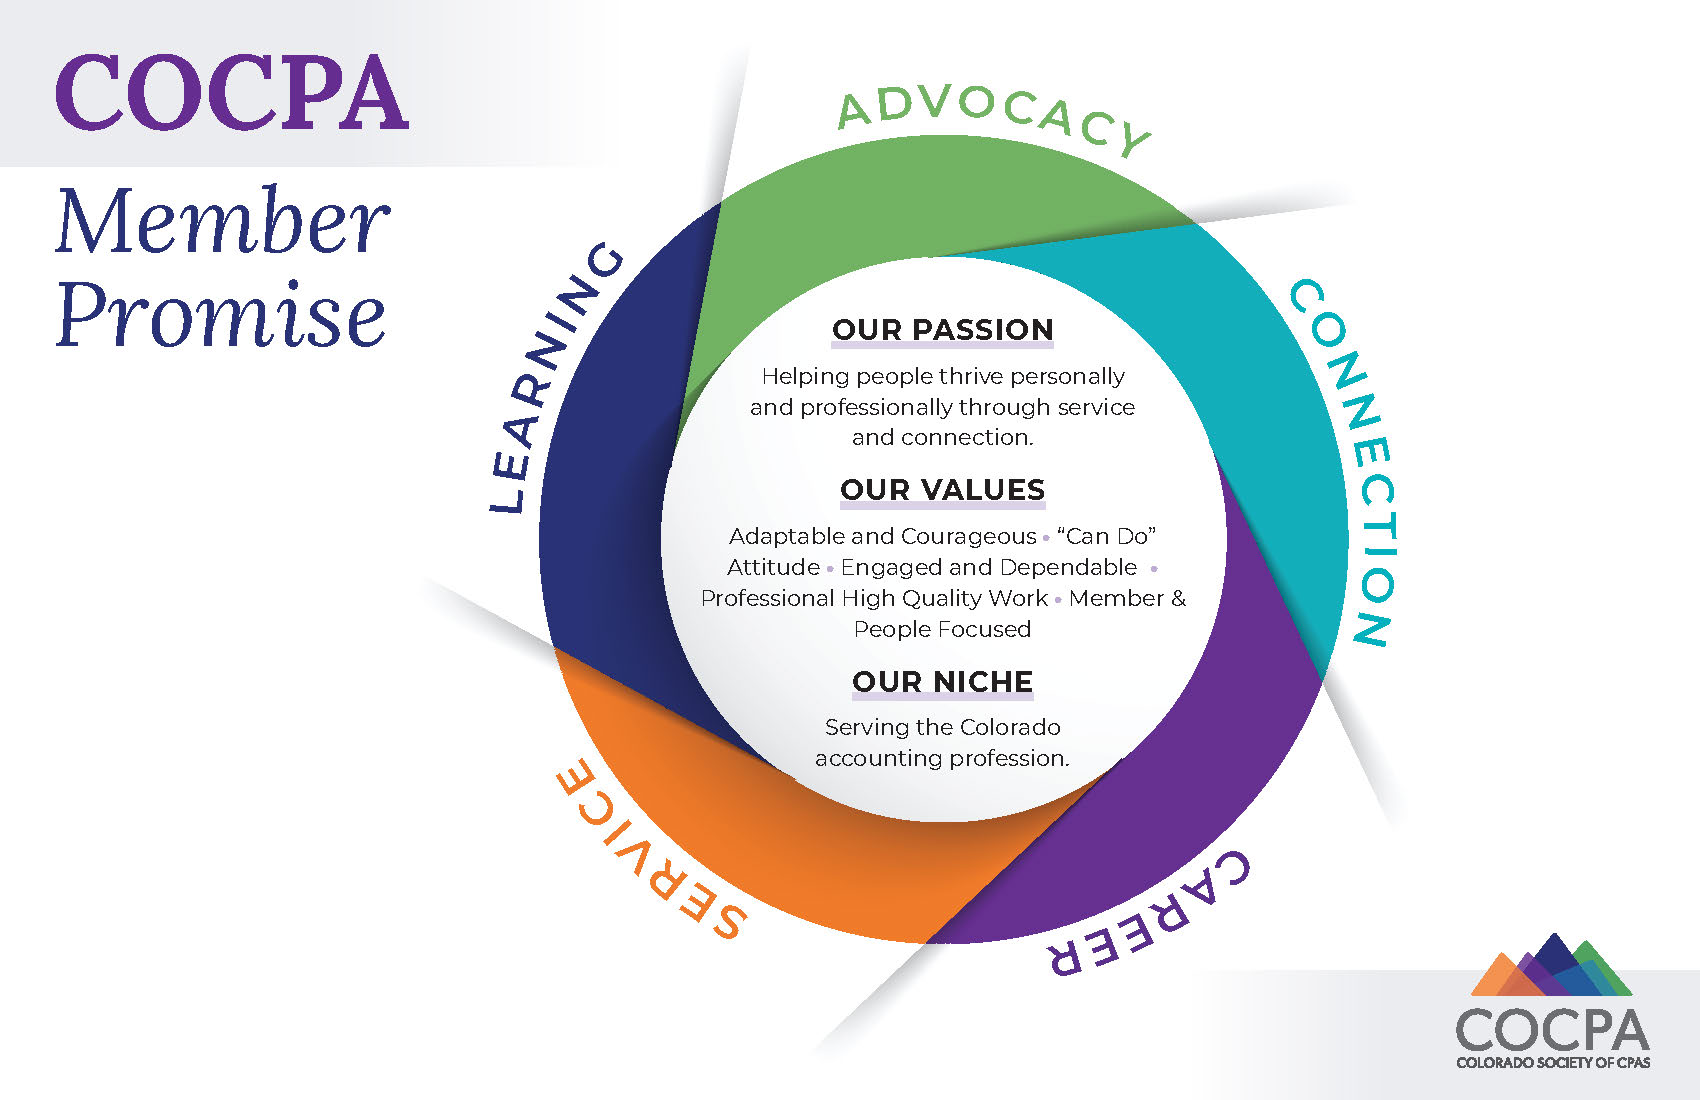 COCPA
Member
Promise
ADVOCACY
CONNECTION
CAREER
SERVICE
LEARNING
OUR PASSION
Helping people thrive personally
and professionally through service
and connection.
OUR VALUES
Adaptable and Courageous • “Can Do”
Attitude • Engaged and Dependable •
Professional High Quality Work • Member &
People Focused
OUR NICHE
Serving the Colorado
accounting profession.
COCPA
COLORADO SOCIETY OF CPAS